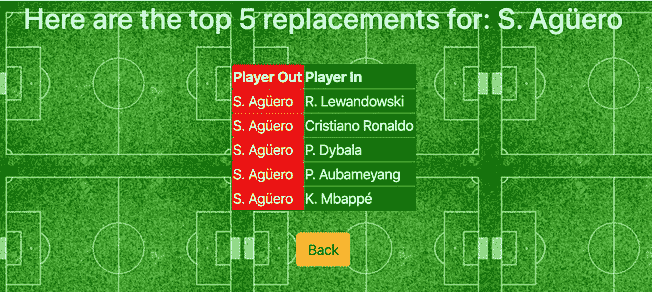 Here are the top 5 replacements for: S. Agüero
Player Out Player In
S. Agüero R. Lewandowski
S. Agüero Cristiano Ronaldo
S. Agüero P. Dybala
S. Agüero P. Aubameyang
S. Agüero K. Mbappé
Back